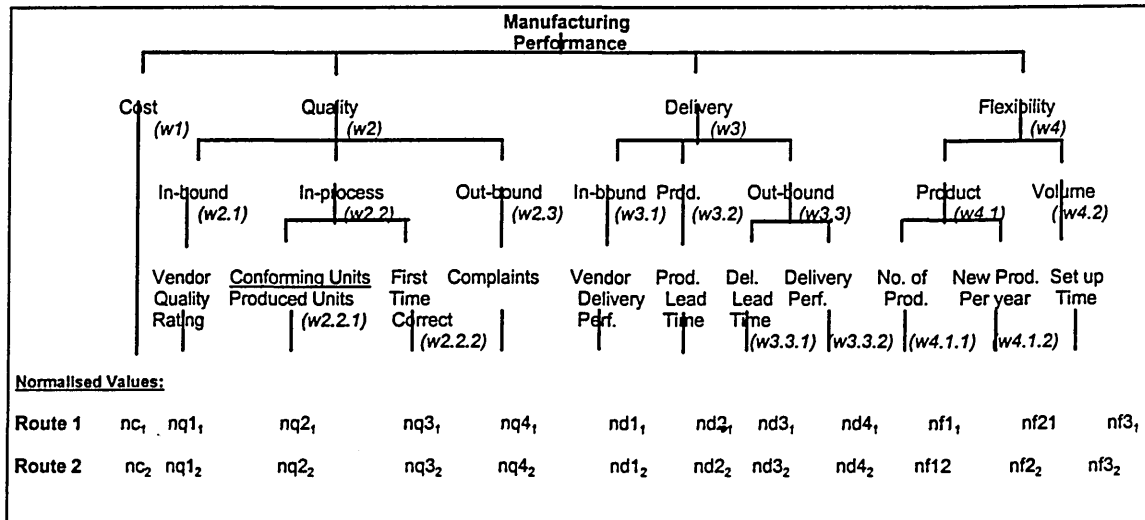 Manufacturing
Performance
Cost Quality Delivery Flexibility
(w1) (w2) (w3) (w4)
In-bound In-process Out-bound In-bound Prod. Out-bound Product Volume
(w2.1) (w2.2) (w2.3) (w3.1) (w3.2) (w3.3) (w4.1) (w4.2)
Vendor Conforming Units First Complaints Vendor Prod. Del. Delivery No. of New Prod. Set up
Quality Produced Units Time Delivery Lead Lead Perf. Prod. Per year Time
Rating (w2.2.1) Correct Perf. Time Time
(w2.2.2) (w3.3.1) (w3.3.2) (w4.1.1) (w4.1.2)
Normalised Values:
Route 1 nc₁ nq1₁ nq2₁ nq3₁ nq4₁ nd1₁ nd2₁ nd3₁ nd4₁ nf1₁ nf21 nf3₁
Route 2 nc₂ nq1₂ nq2₂ nq3₂ nq4₂ nd1₂ nd2₂ nd3₂ nd4₂ nf12 nf2₂ nf3₂